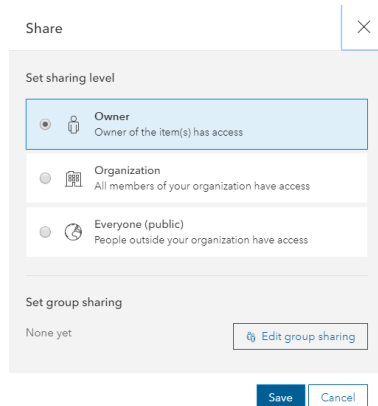 Share
Set sharing level
Owner
Owner of the item(s) has access
Organization
All members of your organization have access
Everyone (public)
People outside your organization have access
Set group sharing
None yet
Edit group sharing
Save
Cancel